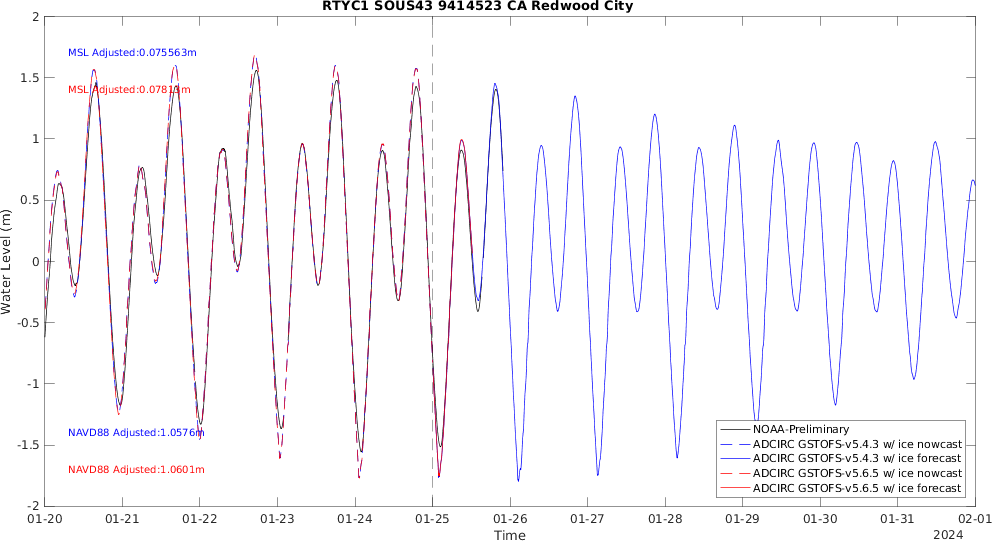 RTYC1 SOUS43 9414523 CA Redwood City
2
1.5
1
0.5
0
-0.5
-1
-1.5
-2
Water Level (m)
MSL Adjusted:0.075563m
MSL Adjusted:0.07811m
NAVD88 Adjusted:1.0576m
NAVD88 Adjusted:1.0601m
NOAA-Preliminary
ADCIRC GSTOFS-v5.4.3 w/ ice nowcast
ADCIRC GSTOFS-v5.4.3 w/ ice forecast
ADCIRC GSTOFS-v5.6.5 w/ ice nowcast
ADCIRC GSTOFS-v5.6.5 w/ ice forecast
01-20 01-21 01-22 01-23 01-24 01-25 01-26 01-27 01-28 01-29 01-30 01-31 02-01
Time
2024